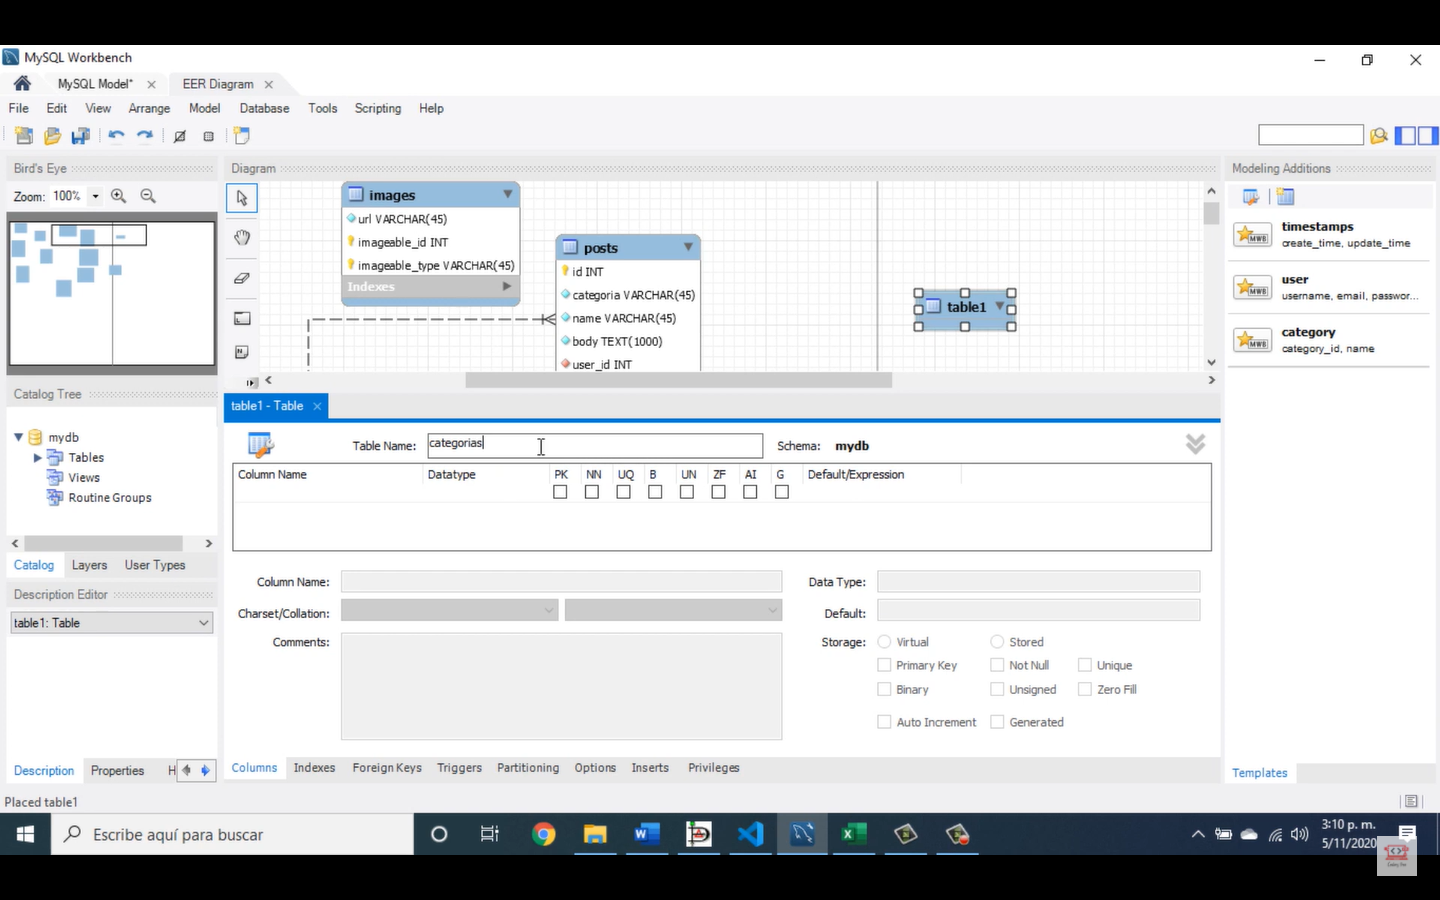 MySQL Workbench
MySQL Model*
EER Diagram
File Edit View Arrange Model Database Tools Scripting Help
Bird's Eye
Zoom: 100%
Diagram
images
url VARCHAR(45)
imageable_id INT
imageable_type VARCHAR(45)
Indexes
posts
id INT
categoria VARCHAR(45)
name VARCHAR(45)
body TEXT(1000)
user_id INT
table1
Modeling Additions
timestamps
create_time, update_time
user
username, email, passwor...
category
category_id, name
Templates
Catalog Tree
mydb
Tables
Views
Routine Groups
Catalog Layers User Types
Description Editor
table1: Table
Description Properties H
table1 - Table
Table Name: categorias
Schema: mydb
Column Name Datatype PK NN UQ B UN ZF AI G Default/Expression
Column Name:
Data Type:
Charset/Collation:
Default:
Comments:
Storage: Virtual Stored
Primary Key Not Null Unique
Binary Unsigned Zero Fill
Auto Increment Generated
Columns Indexes Foreign Keys Triggers Partitioning Options Inserts Privileges
Placed table1
Escribe aquí para buscar
3:10 p. m.
5/11/2020